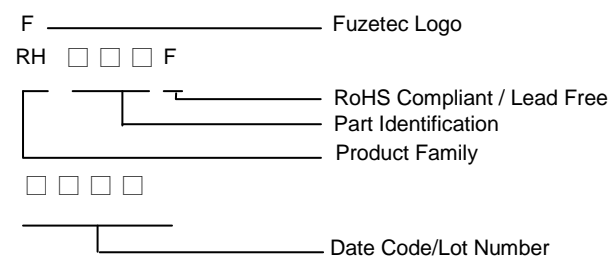 F Fuzetec Logo
RH □ □ □ F
RoHS Compliant / Lead Free
Part Identification
Product Family
□ □ □ □
Date Code/Lot Number